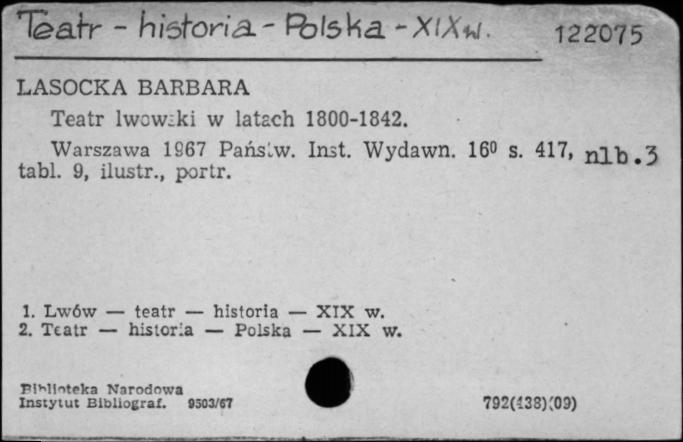 Teatr - historia - Polska - XIX w.
122075
LASOCKA BARBARA
Teatr lwowski w latach 1800-1842.
Warszawa 1967 Państw. Inst. Wydawn. 16º s. 417, nlb. 3
tabl. 9, ilustr., portr.
1. Lwów — teatr — historia — XIX w.
2. Teatr — historia — Polska — XIX w.
Biblioteka Narodowa
Instytut Bibliograf. 9503/67
792(438)(09)